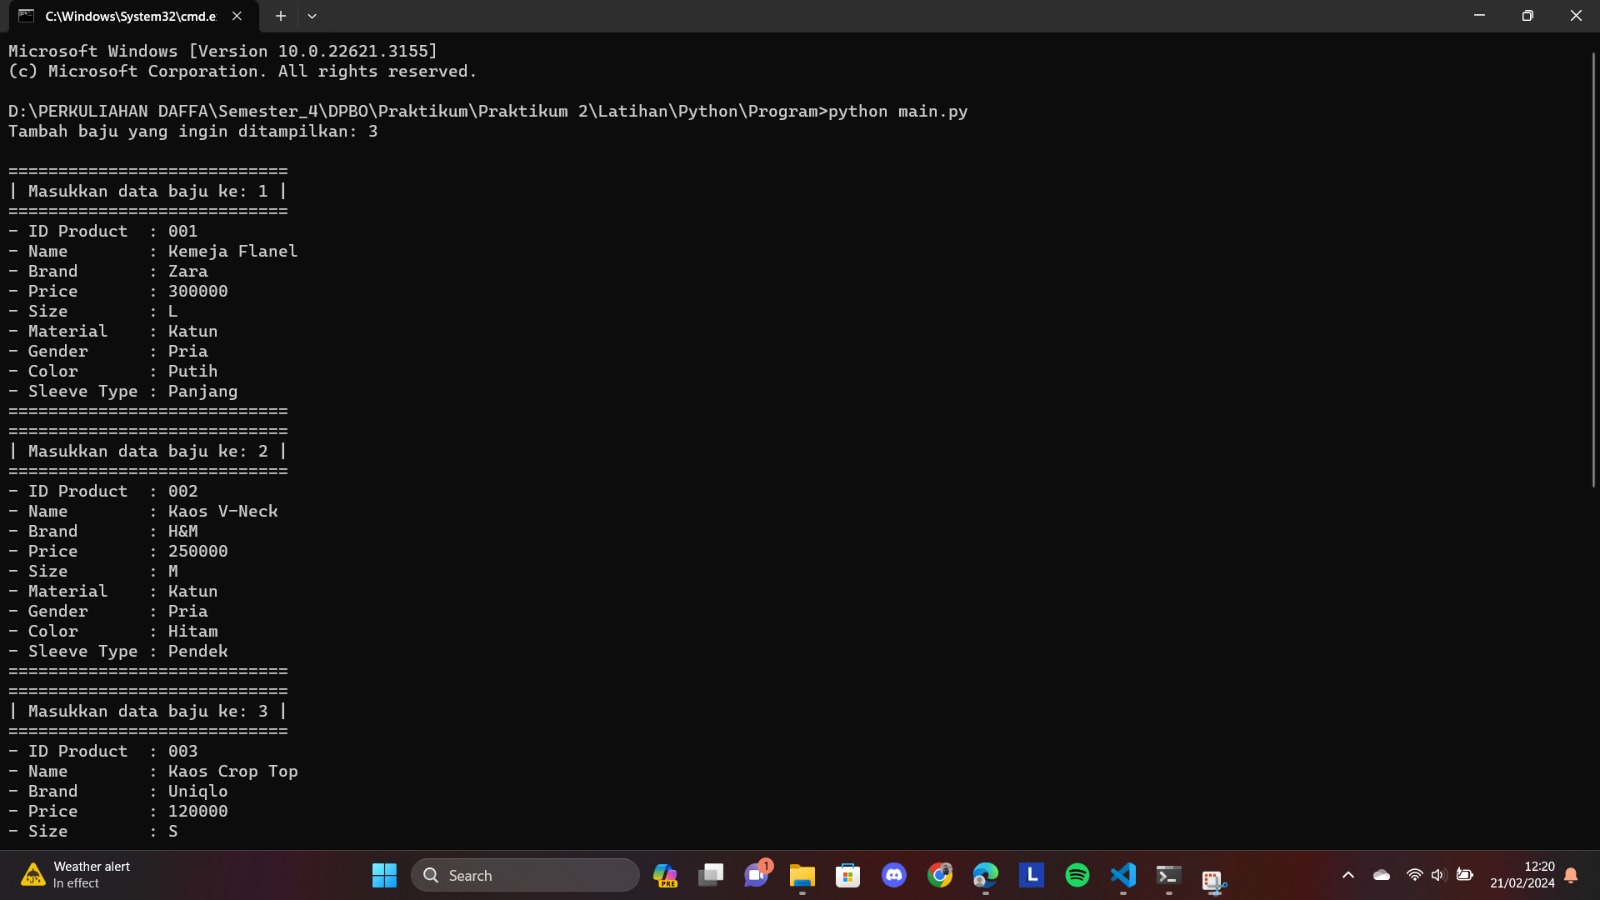 C:\Windows\System32\cmd.e
Microsoft Windows [Version 10.0.22621.3155]
(c) Microsoft Corporation. All rights reserved.
D:\PERKULIAHAN DAFFA\Semester_4\DPBO\Praktikum\Praktikum 2\Latihan\Python\Program>python main.py
Tambah baju yang ingin ditampilkan: 3
============================
| Masukkan data baju ke: 1 |
============================
- ID Product  : 001
- Name        : Kemeja Flanel
- Brand       : Zara
- Price       : 300000
- Size        : L
- Material    : Katun
- Gender      : Pria
- Color       : Putih
- Sleeve Type : Panjang
============================
============================
| Masukkan data baju ke: 2 |
============================
- ID Product  : 002
- Name        : Kaos V-Neck
- Brand       : H&M
- Price       : 250000
- Size        : M
- Material    : Katun
- Gender      : Pria
- Color       : Hitam
- Sleeve Type : Pendek
============================
============================
| Masukkan data baju ke: 3 |
============================
- ID Product  : 003
- Name        : Kaos Crop Top
- Brand       : Uniqlo
- Price       : 120000
- Size        : S
Weather alert
In effect
Search
PRE
1
L
12:20
21/02/2024